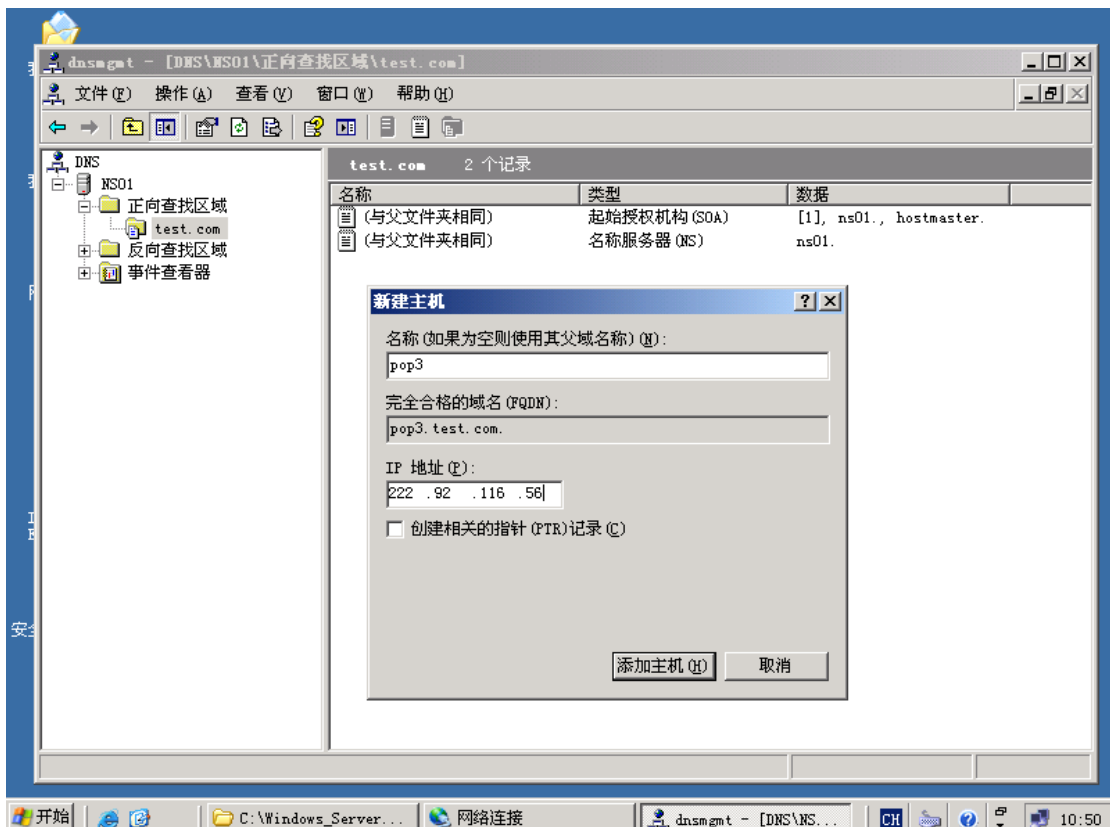 dnsmgmt - [DNS\NS01\正向查找区域\test.com]
文件(F) 操作(A) 查看(V) 窗口(W) 帮助(H)
DNS
NS01
正向查找区域
test.com
反向查找区域
事件查看器
test.com 2 个记录
名称 类型 数据
(与父文件夹相同) 起始授权机构(SOA) [1], ns01., hostmaster.
(与父文件夹相同) 名称服务器(NS) ns01.
新建主机
名称(如果为空则使用其父域名称)(N):
pop3
完全合格的域名(FQDN):
pop3.test.com.
IP 地址(P):
222 .92 .116 .56
创建相关的指针(PTR)记录(C)
添加主机(H) 取消
安全
开始 C:\Windows_Server... 网络连接 dnsmgmt - [DNS\NS... CH 10:50